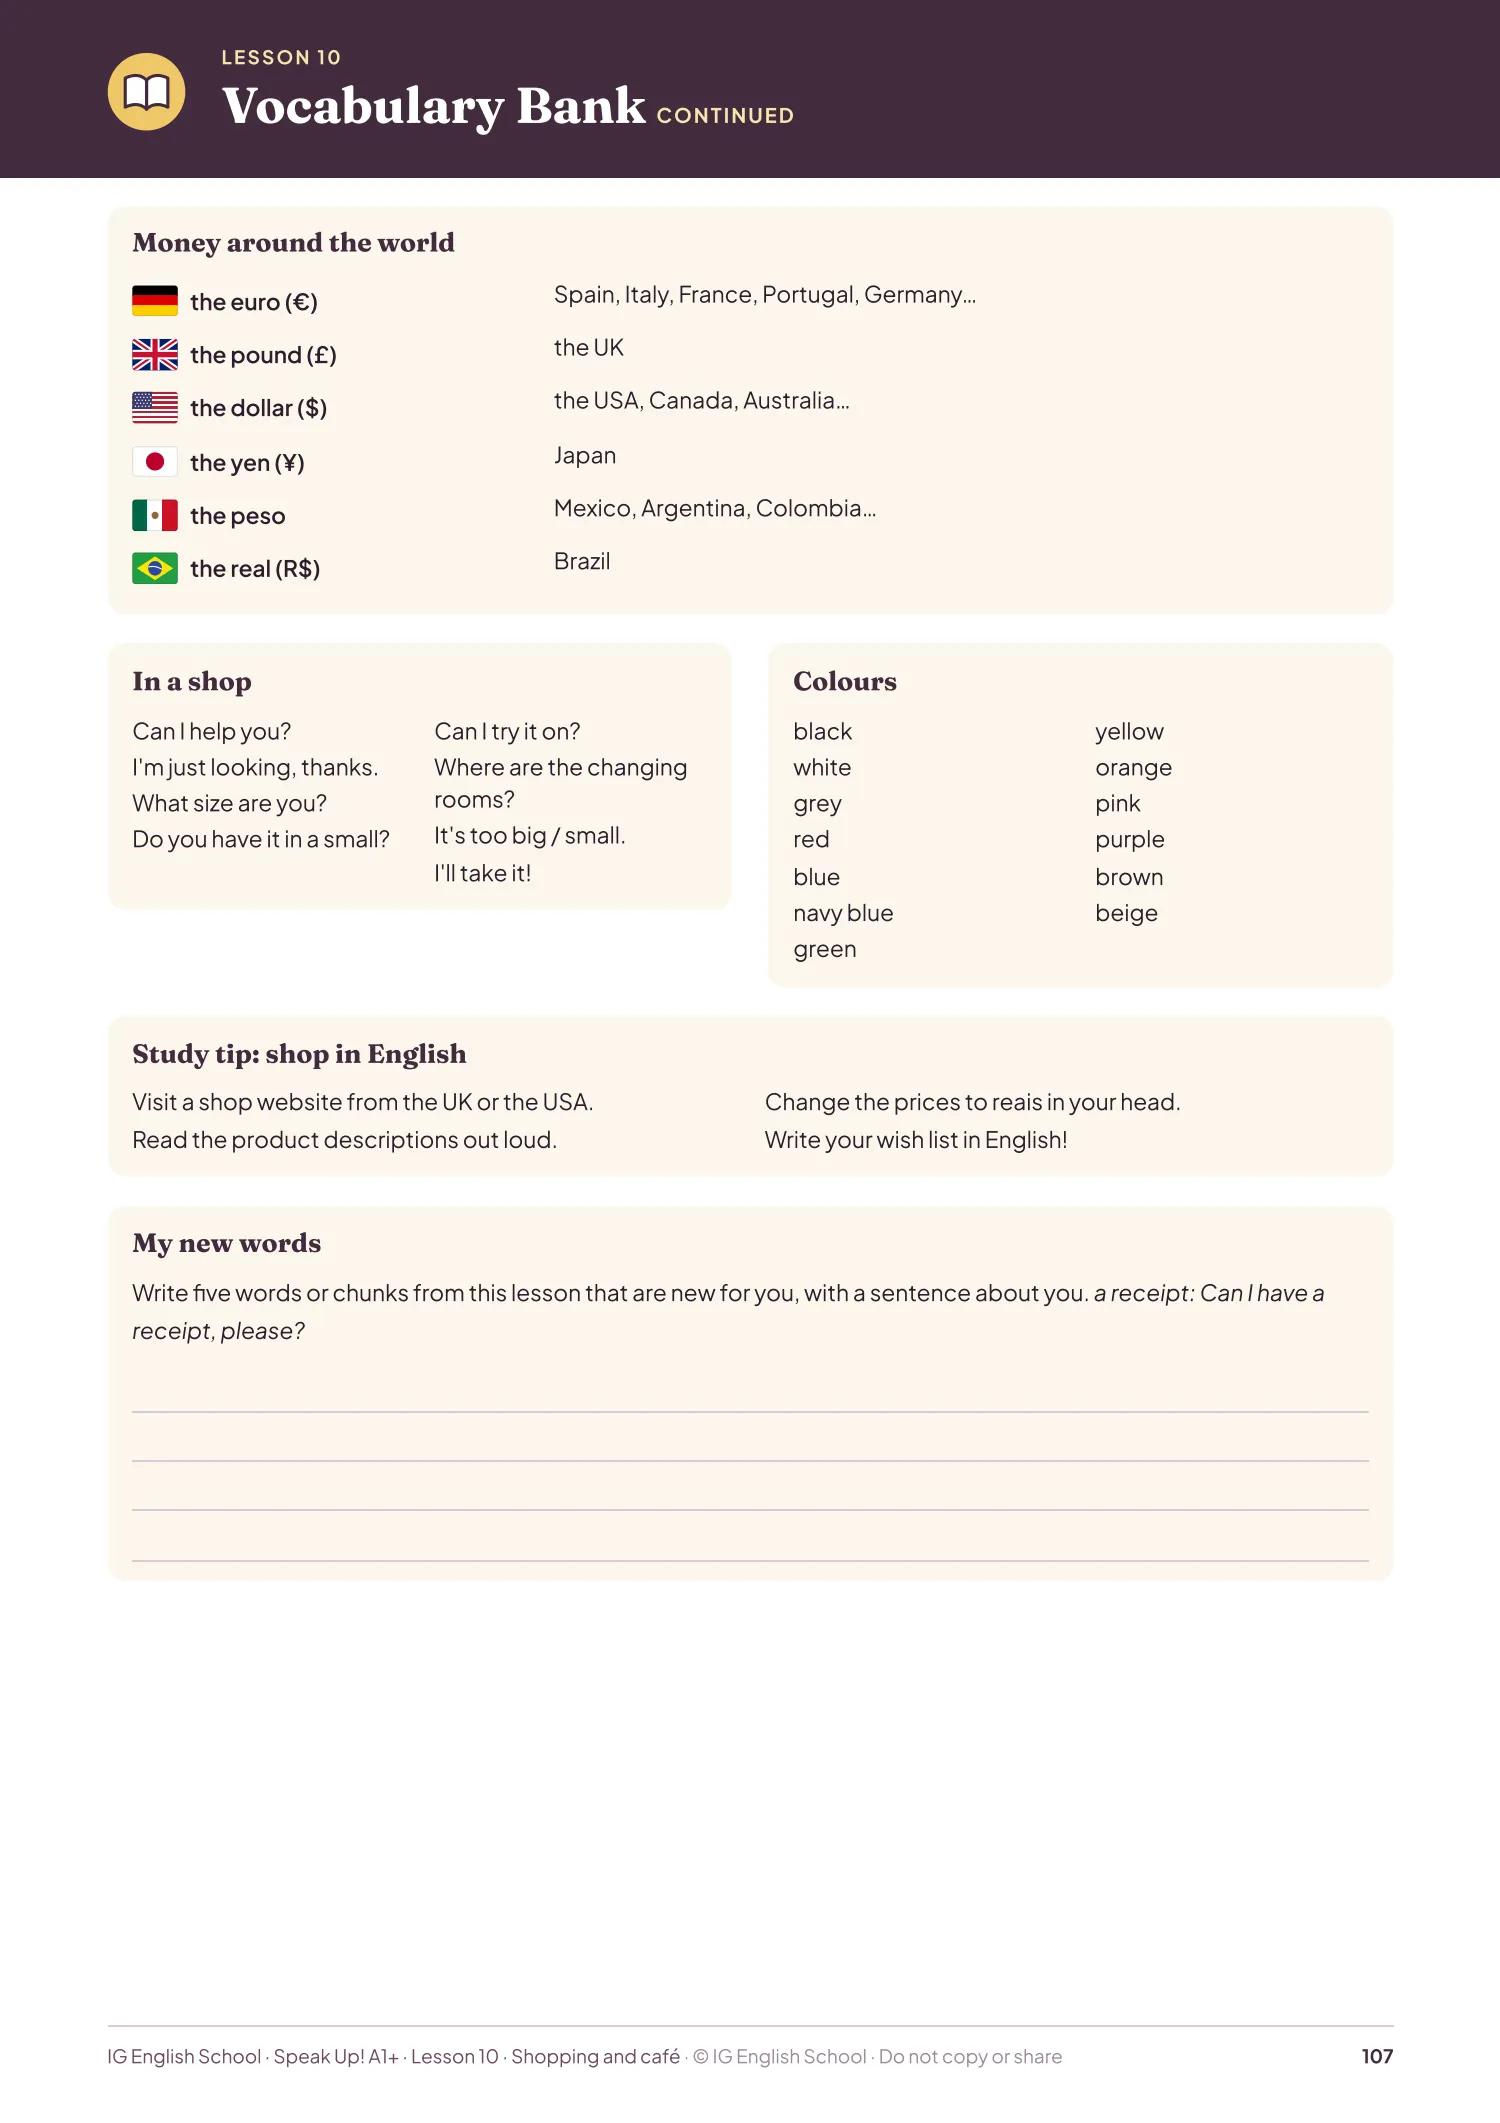 LESSON 10
Vocabulary Bank CONTINUED
Money around the world
the euro (€) Spain, Italy, France, Portugal, Germany...
the pound (£) the UK
the dollar ($) the USA, Canada, Australia...
the yen (¥) Japan
the peso Mexico, Argentina, Colombia...
the real (R$) Brazil
In a shop
Can I help you?
I'm just looking, thanks.
What size are you?
Do you have it in a small?
Can I try it on?
Where are the changing
rooms?
It's too big / small.
I'll take it!
Colours
black
white
grey
red
blue
navy blue
green
yellow
orange
pink
purple
brown
beige
Study tip: shop in English
Visit a shop website from the UK or the USA.
Read the product descriptions out loud.
Change the prices to reais in your head.
Write your wish list in English!
My new words
Write five words or chunks from this lesson that are new for you, with a sentence about you. a receipt: Can I have a
receipt, please?
IG English School · Speak Up! A1+ · Lesson 10 · Shopping and café · © IG English School · Do not copy or share 107